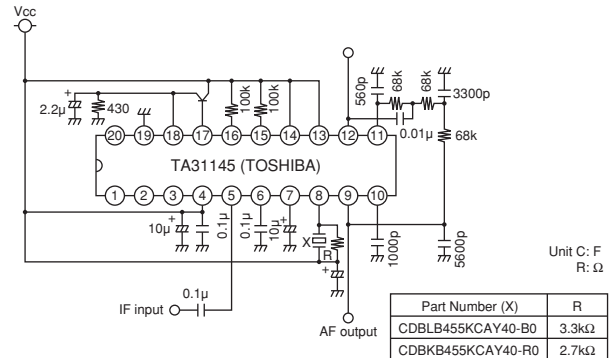 Vcc
2.2μ
+
430
100k
100k
560p
68k
68k
3300p
0.01μ
68k
20 19 18 17 16 15 14 13 12 11
TA31145 (TOSHIBA)
1 2 3 4 5 6 7 8 9 10
10μ
+
0.1μ
0.1μ
10μ
+
X
R
+
1000p
5600p
Unit C: F
R: Ω
0.1μ
IF input
AF output
Part Number (X) R
CDBLB455KCAY40-B0 3.3kΩ
CDBKB455KCAY40-R0 2.7kΩ